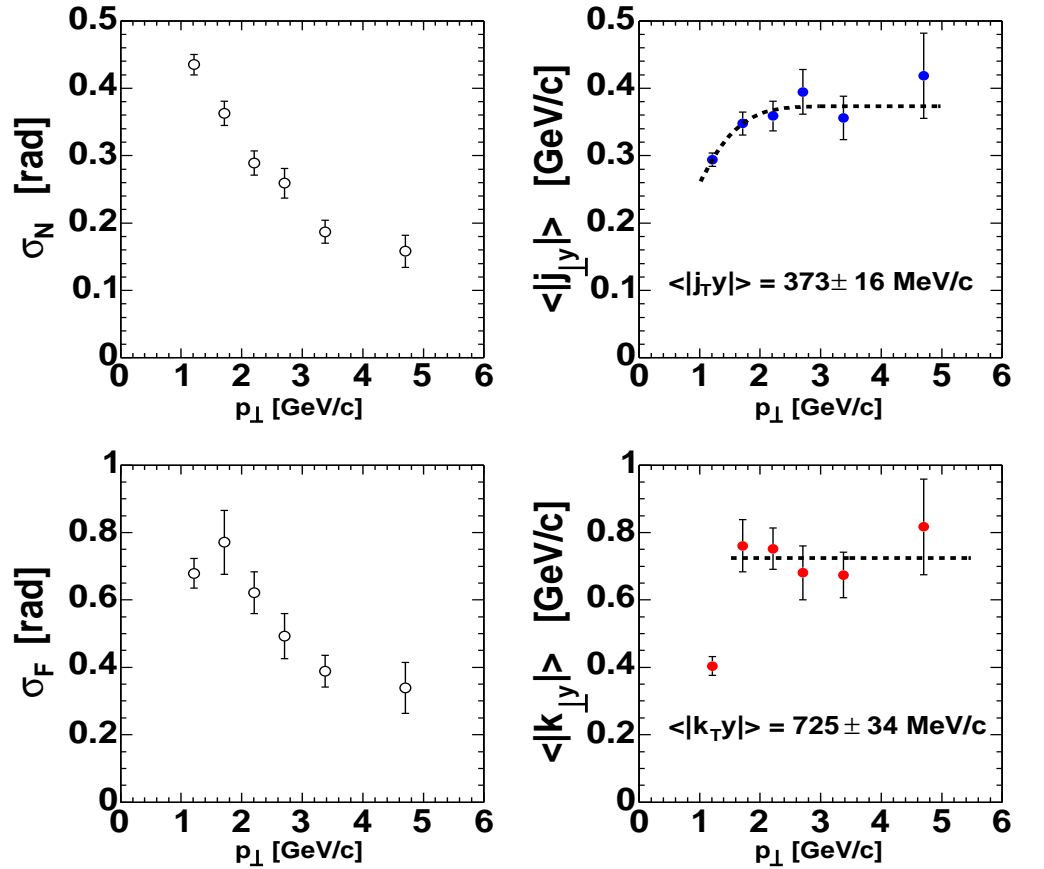 0.5
0.4
0.3
0.2
0.1
0
0 1 2 3 4 5 6
σN [rad]
p⊥ [GeV/c]
0.5
0.4
0.3
0.2
0.1
0
0 1 2 3 4 5 6
<|j⊥y|> [GeV/c]
<|jTy|> = 373± 16 MeV/c
p⊥ [GeV/c]
1
0.8
0.6
0.4
0.2
0
0 1 2 3 4 5 6
σF [rad]
p⊥ [GeV/c]
1
0.8
0.6
0.4
0.2
0
0 1 2 3 4 5 6
<|k⊥y|> [GeV/c]
<|kTy|> = 725 ± 34 MeV/c
p⊥ [GeV/c]